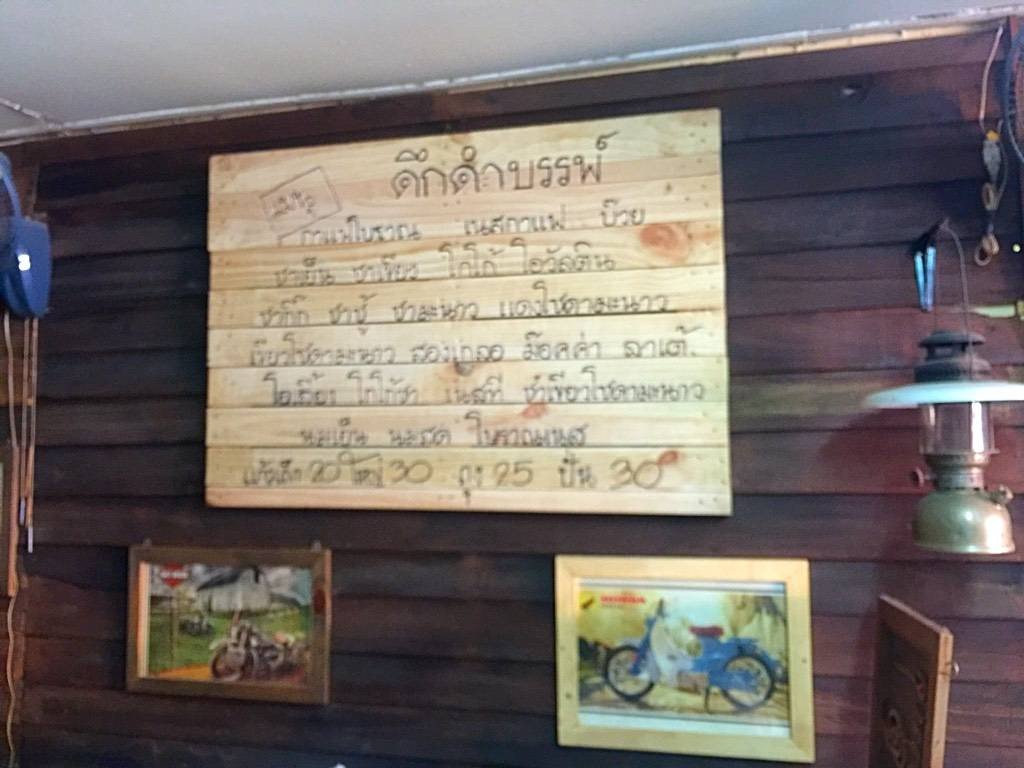 ดึกดำบรรพ์
เมนู
กาแฟโบราณ เนสกาแฟ บ๊วย
ชาเย็น ชาเขียว โกโก้ โอวัลติน
ชากิ๊ก ชาชู้ ชามะนาว แดงโซดามะนาว
เขียวโซดามะนาว สองเกลอ ม๊อคค่า ลาเต้
โอเลี้ยง โกโก้ชา เนสที ชาเขียวโซดามะนาว
นมเย็น นมสด โบราณนมสด
แก้วเล็ก 20 ใหญ่ 30 ถุง 25 ปั่น 30
HONDA